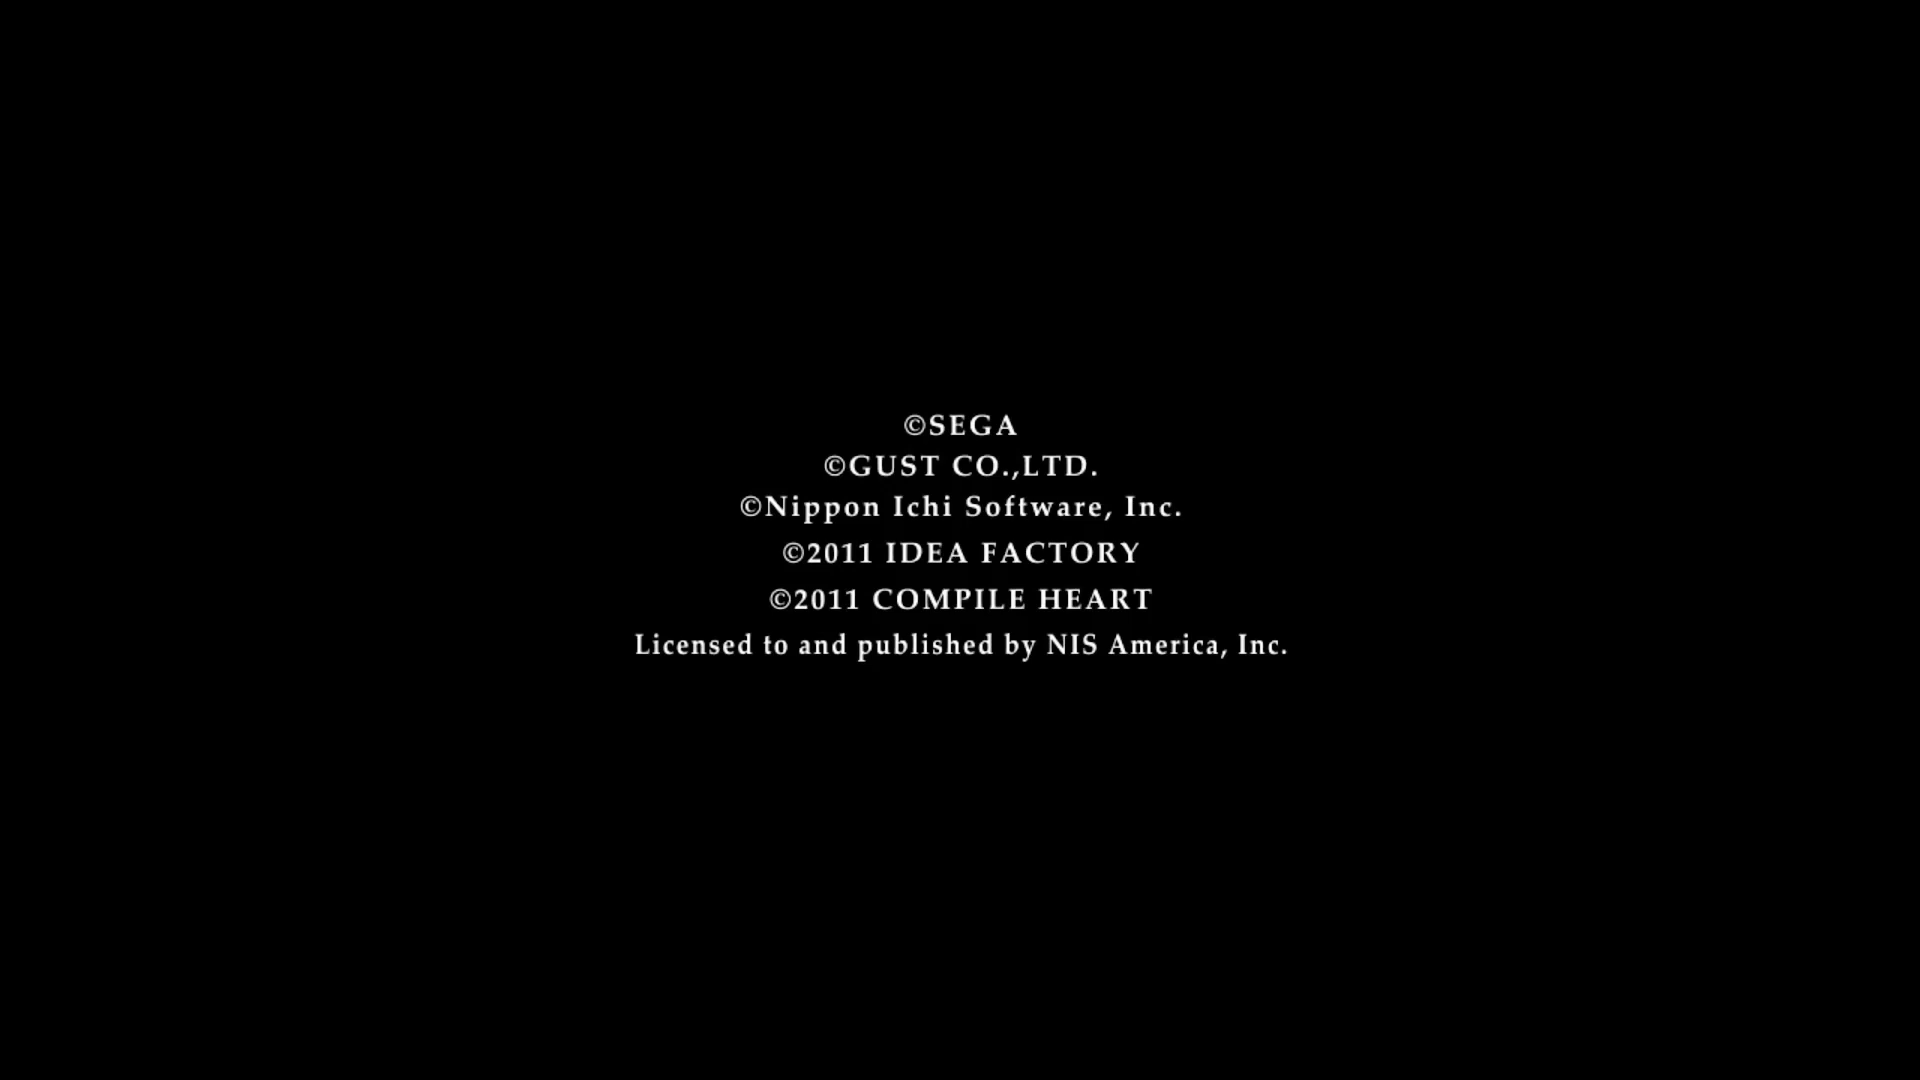 ©SEGA
©GUST CO.,LTD.
©Nippon Ichi Software, Inc.
©2011 IDEA FACTORY
©2011 COMPILE HEART
Licensed to and published by NIS America, Inc.